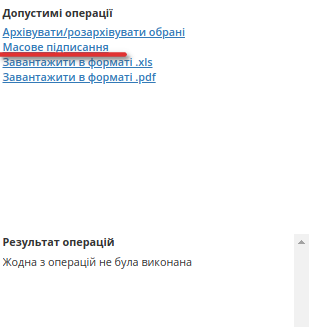 Допустимі операції
Архівувати/розархівувати обрані
Масове підписання
Завантажити в форматі .xls
Завантажити в форматі .pdf
Результат операцій
Жодна з операцій не була виконана